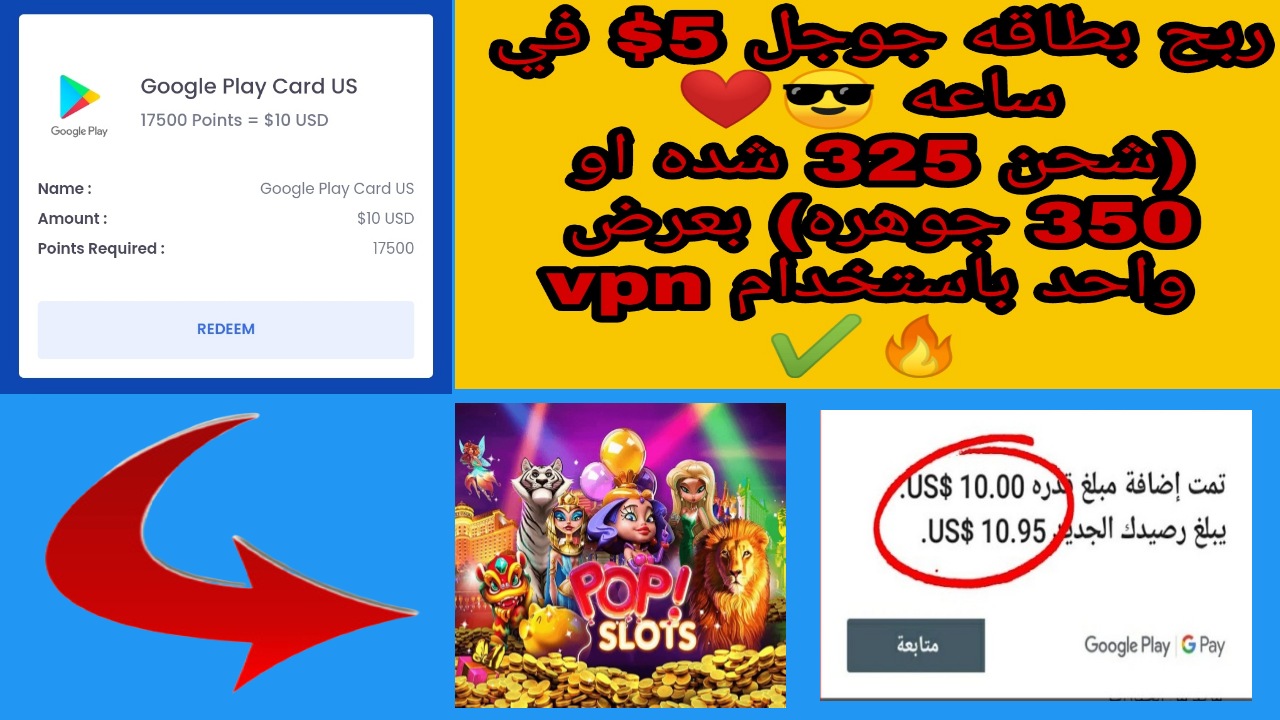 Google Play Card US
17500 Points = $10 USD
Google Play
Name : Google Play Card US
Amount : $10 USD
Points Required : 17500
REDEEM
ربح بطاقه جوجل 5$ في
ساعه 😎❤️
(شحن 325 شده او
350 جوهره) بعرض
واحد باستخدام vpn
🔥✔️
POP!
SLOTS
تمت إضافة مبلغ قدره US$ 10.00.
يبلغ رصيدك الجديد US$ 10.95.
متابعة
Google Play | G Pay